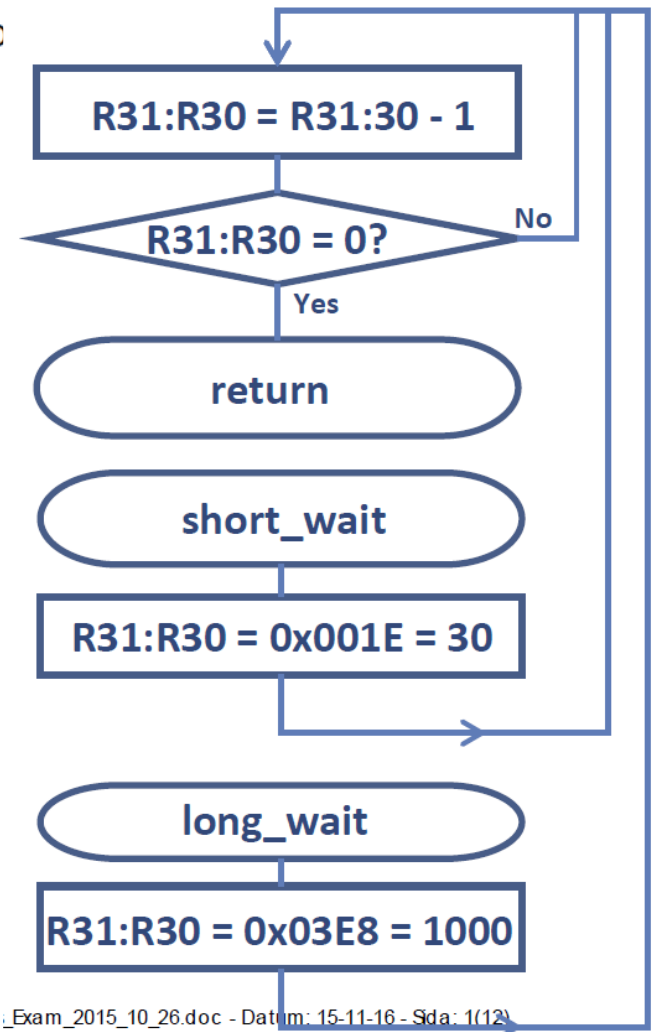 R31:R30 = R31:30 - 1
R31:R30 = 0?
No
Yes
return
short_wait
R31:R30 = 0x001E = 30
long_wait
R31:R30 = 0x03E8 = 1000
_Exam_2015_10_26.doc - Datum: 15-11-16 - Sida: 1(12)